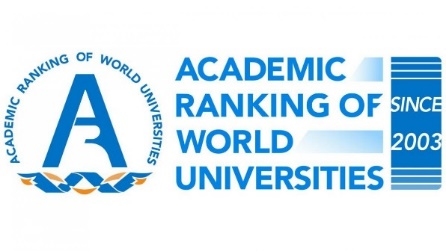 ACADEMIC RANKING OF WORLD UNIVERSITIES
ACADEMIC
RANKING OF
WORLD
UNIVERSITIES
SINCE
2003